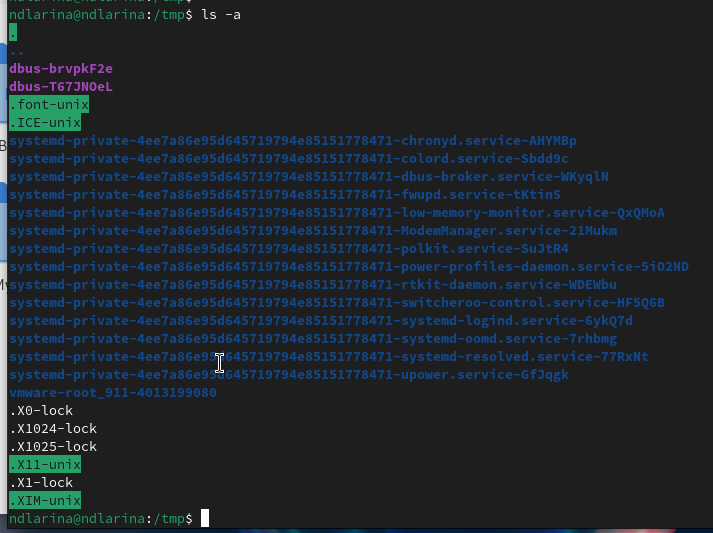 ndlarina@ndlarina:/tmp$ ls -a
.
..
dbus-brvpkF2e
dbus-T67JNOeL
.font-unix
.ICE-unix
systemd-private-4ee7a86e95d645719794e85151778471-chronyd.service-AHYMBp
systemd-private-4ee7a86e95d645719794e85151778471-colord.service-Sbdd9c
systemd-private-4ee7a86e95d645719794e85151778471-dbus-broker.service-WKyqlN
systemd-private-4ee7a86e95d645719794e85151778471-fwupd.service-tKtinS
systemd-private-4ee7a86e95d645719794e85151778471-low-memory-monitor.service-QxQMoA
systemd-private-4ee7a86e95d645719794e85151778471-ModemManager.service-21Mukm
systemd-private-4ee7a86e95d645719794e85151778471-polkit.service-SuJtR4
systemd-private-4ee7a86e95d645719794e85151778471-power-profiles-daemon.service-5iO2ND
systemd-private-4ee7a86e95d645719794e85151778471-rtkit-daemon.service-WDEWbu
systemd-private-4ee7a86e95d645719794e85151778471-switcheroo-control.service-HF5Q6B
systemd-private-4ee7a86e95d645719794e85151778471-systemd-logind.service-6ykQ7d
systemd-private-4ee7a86e95d645719794e85151778471-systemd-oomd.service-7rhbmg
systemd-private-4ee7a86e95d645719794e85151778471-systemd-resolved.service-77RxNt
systemd-private-4ee7a86e95d645719794e85151778471-upower.service-GfJqgk
vmware-root_911-4013199080
.X0-lock
.X1024-lock
.X1025-lock
.X11-unix
.X1-lock
.XIM-unix
ndlarina@ndlarina:/tmp$